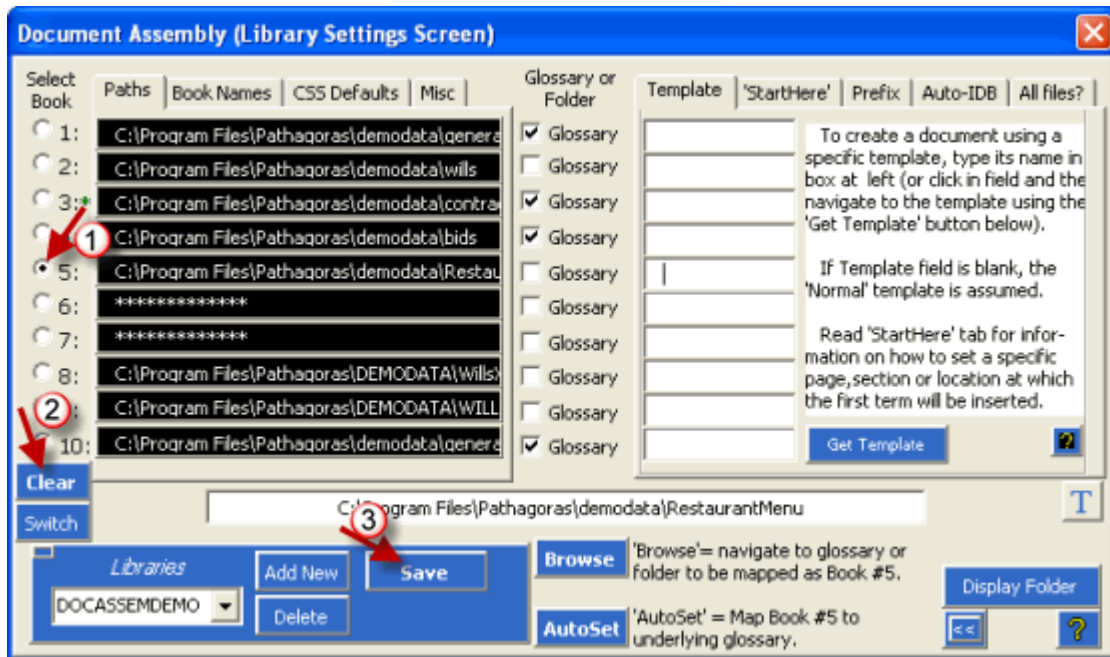 Document Assembly (Library Settings Screen)
Select Book
Paths
Book Names
CSS Defaults
Misc
Glossary or Folder
Template
'StartHere'
Prefix
Auto-IDB
All files?
1: C:\Program Files\Pathagoras\demodata\genera Glossary
2: C:\Program Files\Pathagoras\demodata\wills Glossary
3:* C:\Program Files\Pathagoras\demodata\contra Glossary
C:\Program Files\Pathagoras\demodata\bids Glossary
1
5: C:\Program Files\Pathagoras\demodata\Restau Glossary
6: ************* Glossary
7: ************* Glossary
8: C:\Program Files\Pathagoras\DEMODATA\Wills Glossary
2
: C:\Program Files\Pathagoras\DEMODATA\WILL Glossary
10: C:\Program Files\Pathagoras\demodata\genera Glossary
To create a document using a
specific template, type its name in
box at left (or click in field and the
navigate to the template using the
'Get Template' button below).
If Template field is blank, the
'Normal' template is assumed.
Read 'StartHere' tab for infor-
mation on how to set a specific
page,section or location at which
the first term will be inserted.
Get Template
?
Clear
Switch
C:\Program Files\Pathagoras\demodata\RestaurantMenu
T
3
Libraries
DOCASSEMDEMO
Add New
Delete
Save
Browse
'Browse'= navigate to glossary or
folder to be mapped as Book #5.
AutoSet
'AutoSet' = Map Book #5 to
underlying glossary.
Display Folder
<<
?